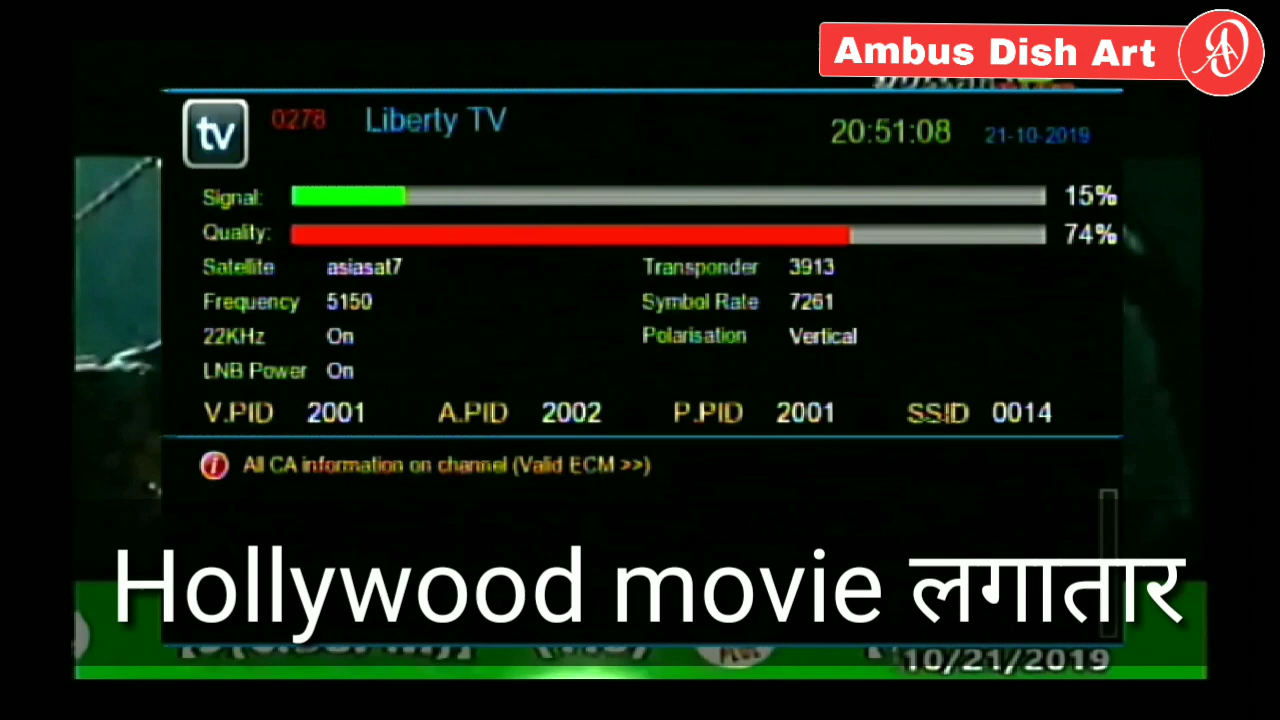 Ambus Dish Art
tv 0278 Liberty TV 20:51:08 21-10-2019
Signal: 15%
Quality: 74%
Satellite asiasat7 Transponder 3913
Frequency 5150 Symbol Rate 7261
22KHz On Polarisation Vertical
LNB Power On
V.PID 2001 A.PID 2002 P.PID 2001 SSID 0014
All CA information on channel (Valid ECM >>)
Hollywood movie लगातार
10/21/2019